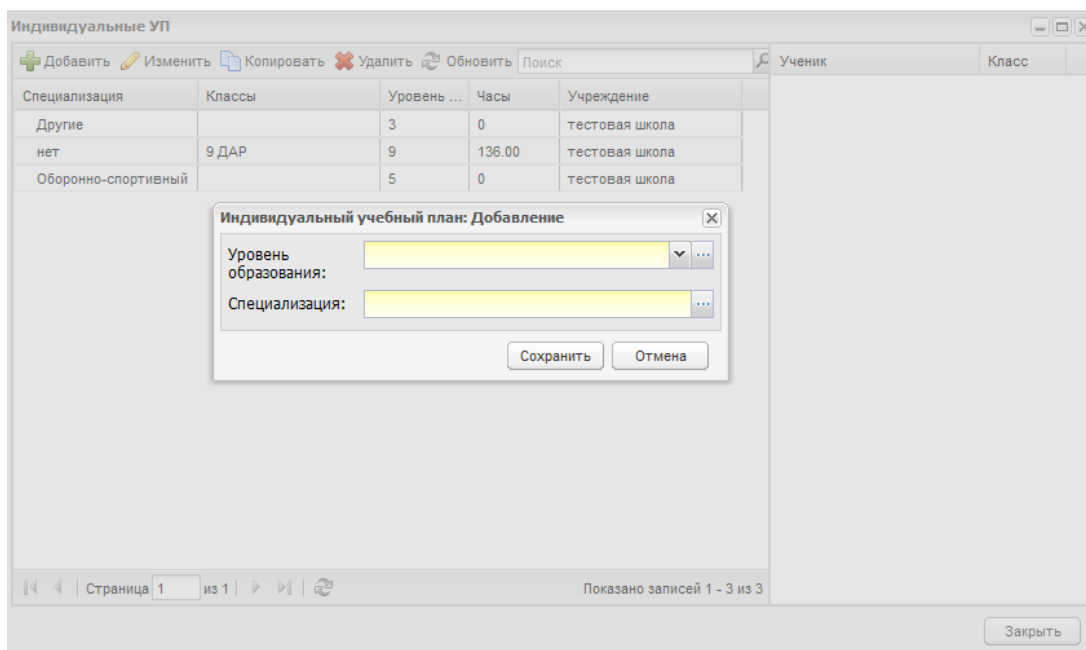 Индивидуальные УП
Добавить Изменить Копировать Удалить Обновить Поиск Ученик Класс
Специализация Классы Уровень ... Часы Учреждение
Другие 3 0 тестовая школа
нет 9 ДАР 9 136.00 тестовая школа
Оборонно-спортивный 5 0 тестовая школа
Индивидуальный учебный план: Добавление
Уровень
образования:
Специализация:
Сохранить Отмена
Страница 1 из 1 Показано записей 1 - 3 из 3
Закрыть